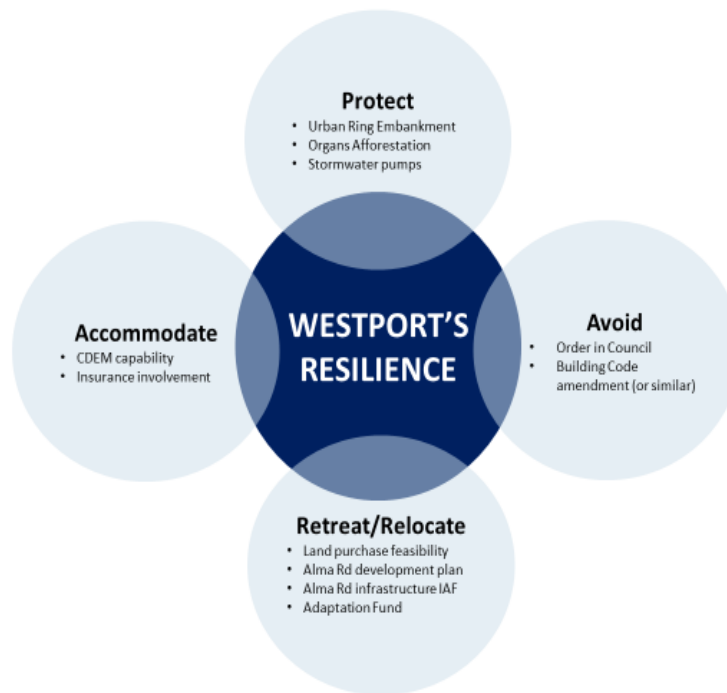 Protect
• Urban Ring Embankment
• Organs Afforestation
• Stormwater pumps
Accommodate
• CDEM capability
• Insurance involvement
WESTPORT'S
RESILIENCE
Avoid
• Order in Council
• Building Code
amendment (or similar)
Retreat/Relocate
• Land purchase feasibility
• Alma Rd development plan
• Alma Rd infrastructure IAF
• Adaptation Fund